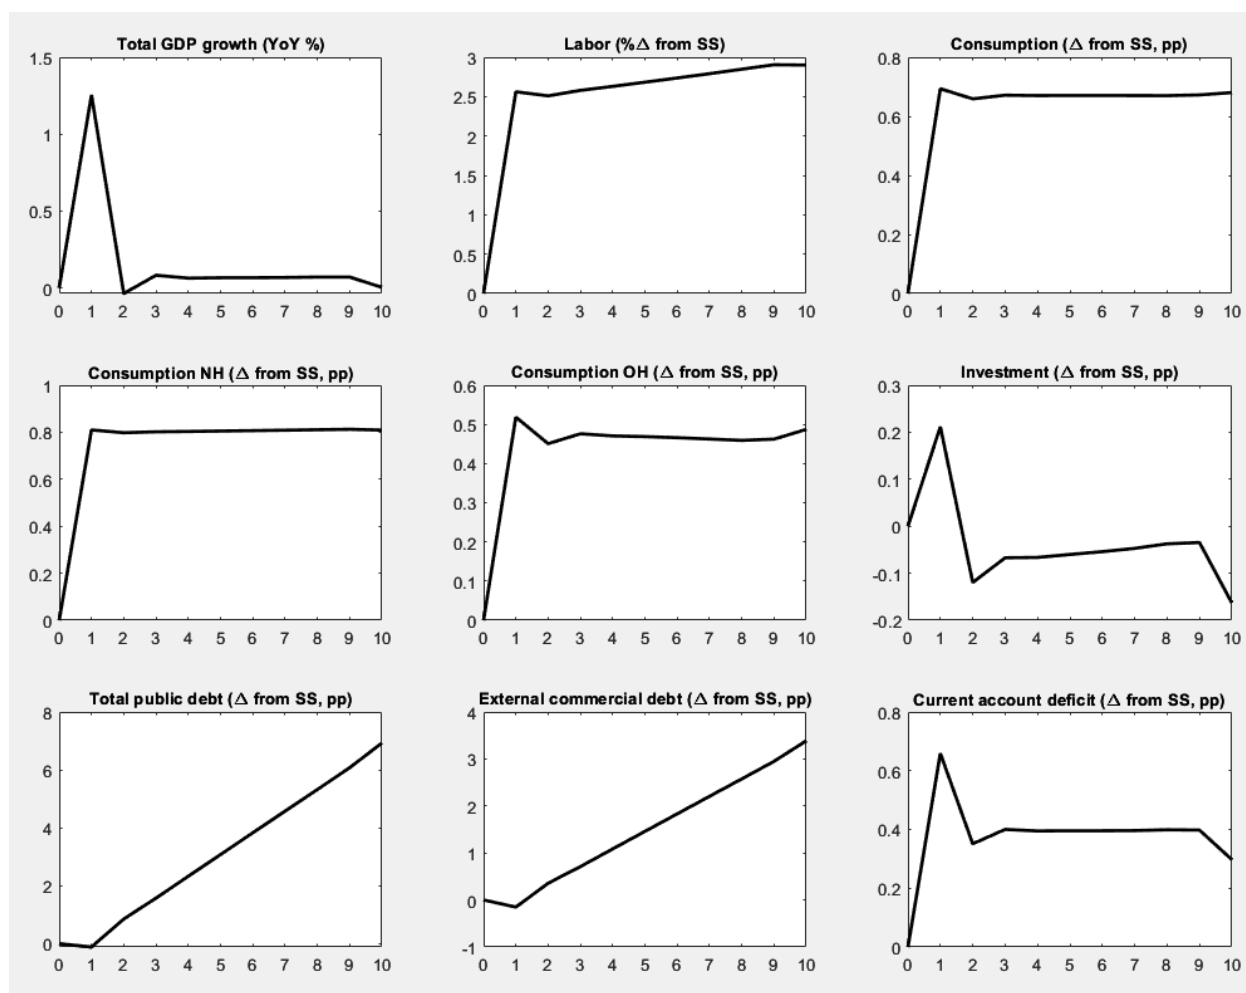 Total GDP growth (YoY %)
1.5
1
0.5
0
0 1 2 3 4 5 6 7 8 9 10
Labor (%Δ from SS)
3
2.5
2
1.5
1
0.5
0
0 1 2 3 4 5 6 7 8 9 10
Consumption (Δ from SS, pp)
0.8
0.6
0.4
0.2
0
0 1 2 3 4 5 6 7 8 9 10
Consumption NH (Δ from SS, pp)
1
0.8
0.6
0.4
0.2
0
0 1 2 3 4 5 6 7 8 9 10
Consumption OH (Δ from SS, pp)
0.6
0.5
0.4
0.3
0.2
0.1
0
0 1 2 3 4 5 6 7 8 9 10
Investment (Δ from SS, pp)
0.3
0.2
0.1
0
-0.1
-0.2
0 1 2 3 4 5 6 7 8 9 10
Total public debt (Δ from SS, pp)
8
6
4
2
0
0 1 2 3 4 5 6 7 8 9 10
External commercial debt (Δ from SS, pp)
4
3
2
1
0
-1
0 1 2 3 4 5 6 7 8 9 10
Current account deficit (Δ from SS, pp)
0.8
0.6
0.4
0.2
0
0 1 2 3 4 5 6 7 8 9 10